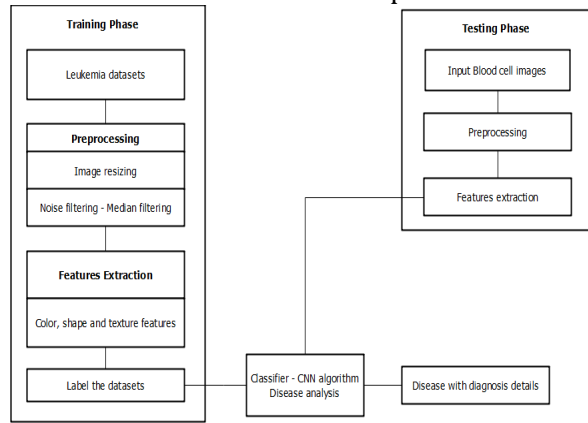 Training Phase
Leukemia datasets
Preprocessing
Image resizing
Noise filtering - Median filtering
Features Extraction
Color, shape and texture features
Label the datasets
Testing Phase
Input Blood cell images
Preprocessing
Features extraction
Classifier - CNN algorithm
Disease analysis
Disease with diagnosis details